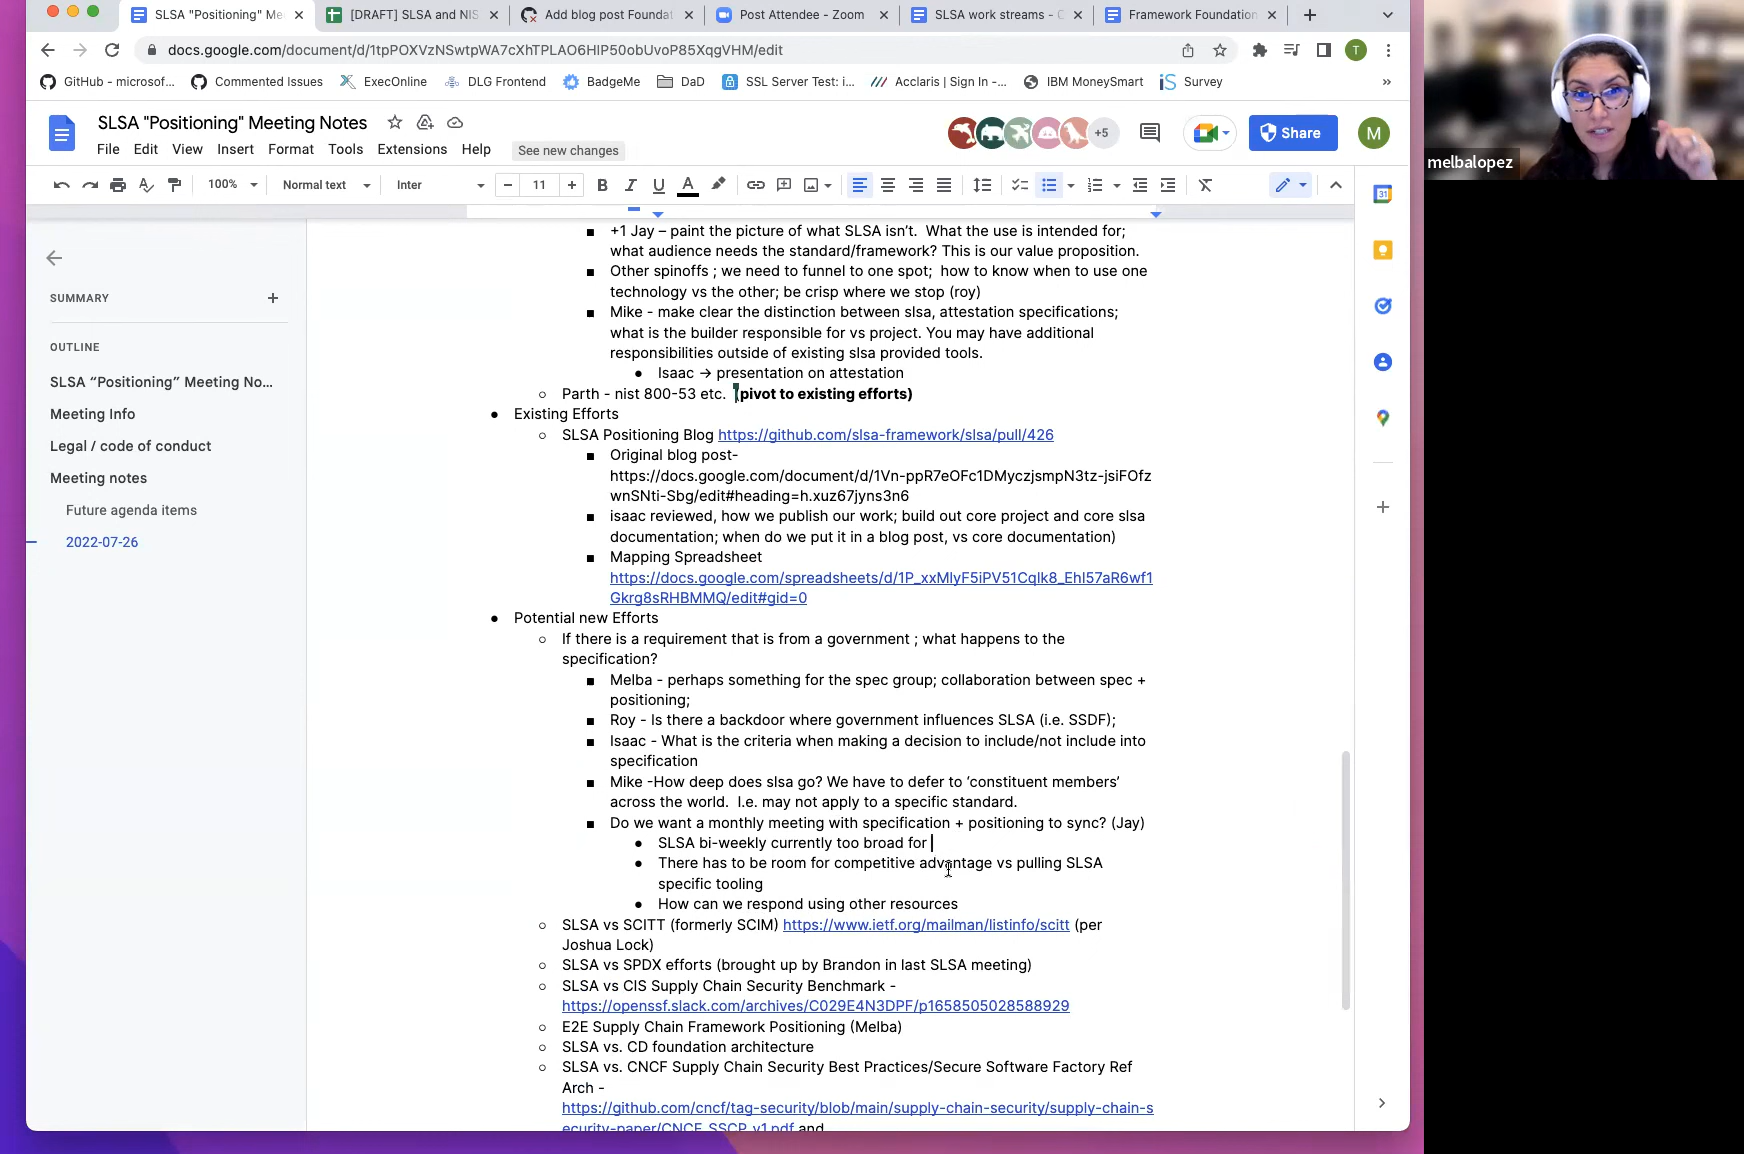 SLSA "Positioning" Me
[DRAFT] SLSA and NIS
Add blog post Foundat
Post Attendee - Zoom
SLSA work streams - G
Framework Foundation
docs.google.com/document/d/1tpPOXVzNSwtpWA7cXhTPLAO6HlP50obUvoP85XqgVHM/edit
T
GitHub - microsof...
Commented Issues
ExecOnline
DLG Frontend
BadgeMe
DaD
SSL Server Test: i...
Acclaris | Sign In -...
IBM MoneySmart
Survey
»
SLSA "Positioning" Meeting Notes
File Edit View Insert Format Tools Extensions Help
See new changes
+5
Share
M
100%
Normal text
Inter
11
SUMMARY
OUTLINE
SLSA “Positioning” Meeting No...
Meeting Info
Legal / code of conduct
Meeting notes
Future agenda items
2022-07-26
+1 Jay – paint the picture of what SLSA isn’t. What the use is intended for;
what audience needs the standard/framework? This is our value proposition.
Other spinoffs ; we need to funnel to one spot; how to know when to use one
technology vs the other; be crisp where we stop (roy)
Mike - make clear the distinction between slsa, attestation specifications;
what is the builder responsible for vs project. You may have additional
responsibilities outside of existing slsa provided tools.
Isaac → presentation on attestation
Parth - nist 800-53 etc. (pivot to existing efforts)
Existing Efforts
SLSA Positioning Blog https://github.com/slsa-framework/slsa/pull/426
Original blog post-
https://docs.google.com/document/d/1Vn-ppR7eOFc1DMyczjsmpN3tz-jsiFOfz
wnSNti-Sbg/edit#heading=h.xuz67jyns3n6
isaac reviewed, how we publish our work; build out core project and core slsa
documentation; when do we put it in a blog post, vs core documentation)
Mapping Spreadsheet
https://docs.google.com/spreadsheets/d/1P_xxMlyF5iPV51Cqlk8_Ehl57aR6wf1
Gkrg8sRHBMMQ/edit#gid=0
Potential new Efforts
If there is a requirement that is from a government ; what happens to the
specification?
Melba - perhaps something for the spec group; collaboration between spec +
positioning;
Roy - Is there a backdoor where government influences SLSA (i.e. SSDF);
Isaac - What is the criteria when making a decision to include/not include into
specification
Mike -How deep does slsa go? We have to defer to ‘constituent members’
across the world. I.e. may not apply to a specific standard.
Do we want a monthly meeting with specification + positioning to sync? (Jay)
SLSA bi-weekly currently too broad for
There has to be room for competitive advantage vs pulling SLSA
specific tooling
How can we respond using other resources
SLSA vs SCITT (formerly SCIM) https://www.ietf.org/mailman/listinfo/scitt (per
Joshua Lock)
SLSA vs SPDX efforts (brought up by Brandon in last SLSA meeting)
SLSA vs CIS Supply Chain Security Benchmark -
https://openssf.slack.com/archives/C029E4N3DPF/p1658505028588929
E2E Supply Chain Framework Positioning (Melba)
SLSA vs. CD foundation architecture
SLSA vs. CNCF Supply Chain Security Best Practices/Secure Software Factory Ref
Arch -
https://github.com/cncf/tag-security/blob/main/supply-chain-security/supply-chain-s
ecurity-paper/CNCF_SSCP_v1.pdf and
31
melbalopez